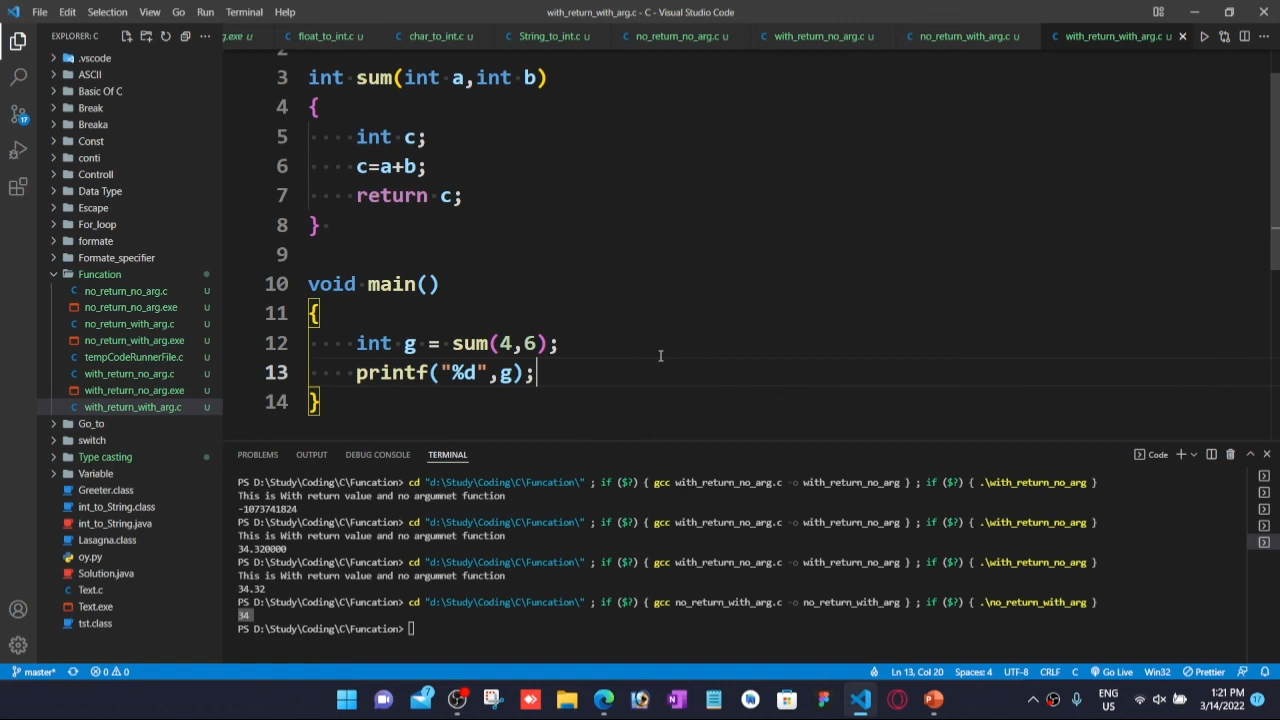 File Edit Selection View Go Run Terminal Help
with_return_with_arg.c - C - Visual Studio Code
EXPLORER: C
.vscode
ASCII
Basic Of C
Break
Breaka
Const
conti
Controll
Data Type
Escape
For_loop
formate
Formate_specifier
Funcation
no_return_no_arg.c U
no_return_no_arg.exe U
no_return_with_arg.c U
no_return_with_arg.exe U
tempCodeRunnerFile.c U
with_return_no_arg.c U
with_return_no_arg.exe U
with_return_with_arg.c U
Go_to
switch
Type casting
Variable
Greeter.class
int_to_String.class
int_to_String.java
Lasagna.class
oy.py
Solution.java
Text.c
Text.exe
tst.class
17
rg.exe U float_to_int.c U char_to_int.c U String_to_int.c U no_return_no_arg.c U with_return_no_arg.c U no_return_with_arg.c U with_return_with_arg.c U
2
3 int sum(int a,int b)
4 {
5 int c;
6 c=a+b;
7 return c;
8 }
9
10 void main()
11 {
12 int g = sum(4,6);
13 printf("%d",g);
14 }
PROBLEMS OUTPUT DEBUG CONSOLE TERMINAL Code
PS D:\Study\Coding\C\Funcation> cd "d:\Study\Coding\C\Funcation\" ; if ($?) { gcc with_return_no_arg.c -o with_return_no_arg } ; if ($?) { .\with_return_no_arg }
This is With return value and no argumnet function
-1073741824
PS D:\Study\Coding\C\Funcation> cd "d:\Study\Coding\C\Funcation\" ; if ($?) { gcc with_return_no_arg.c -o with_return_no_arg } ; if ($?) { .\with_return_no_arg }
This is With return value and no argumnet function
34.320000
PS D:\Study\Coding\C\Funcation> cd "d:\Study\Coding\C\Funcation\" ; if ($?) { gcc with_return_no_arg.c -o with_return_no_arg } ; if ($?) { .\with_return_no_arg }
This is With return value and no argumnet function
34.32
PS D:\Study\Coding\C\Funcation> cd "d:\Study\Coding\C\Funcation\" ; if ($?) { gcc no_return_with_arg.c -o no_return_with_arg } ; if ($?) { .\no_return_with_arg }
34
PS D:\Study\Coding\C\Funcation>
master* 0 0 Ln 13, Col 20 Spaces: 4 UTF-8 CRLF C Go Live Win32 Prettier
7
ENG
US
1:21 PM
3/14/2022
17